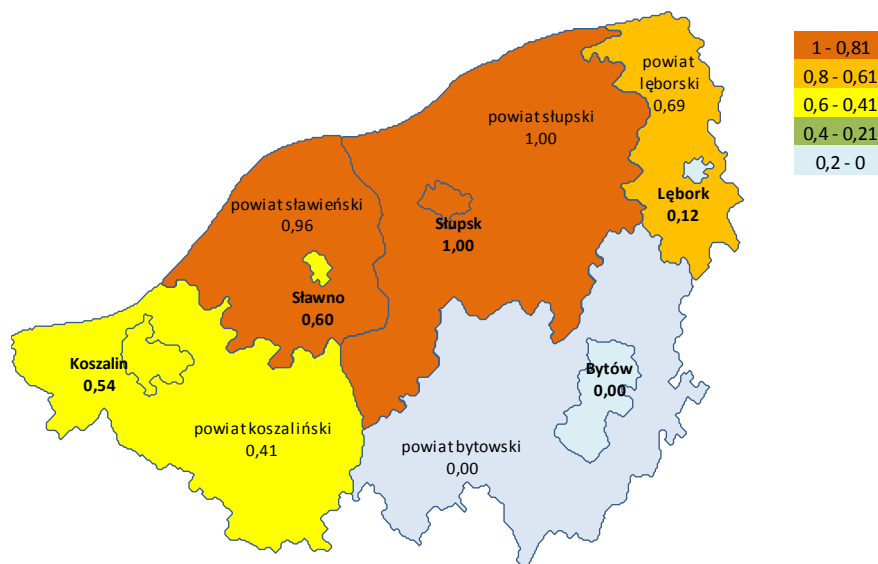 1 - 0,81
0,8 - 0,61
0,6 - 0,41
0,4 - 0,21
0,2 - 0
powiat
lęborski
0,69
powiat słupski
1,00
Lębork
0,12
powiat sławieński
0,96
Słupsk
1,00
Sławno
0,60
Koszalin
0,54
Bytów
0,00
powiat koszaliński
0,41
powiat bytowski
0,00